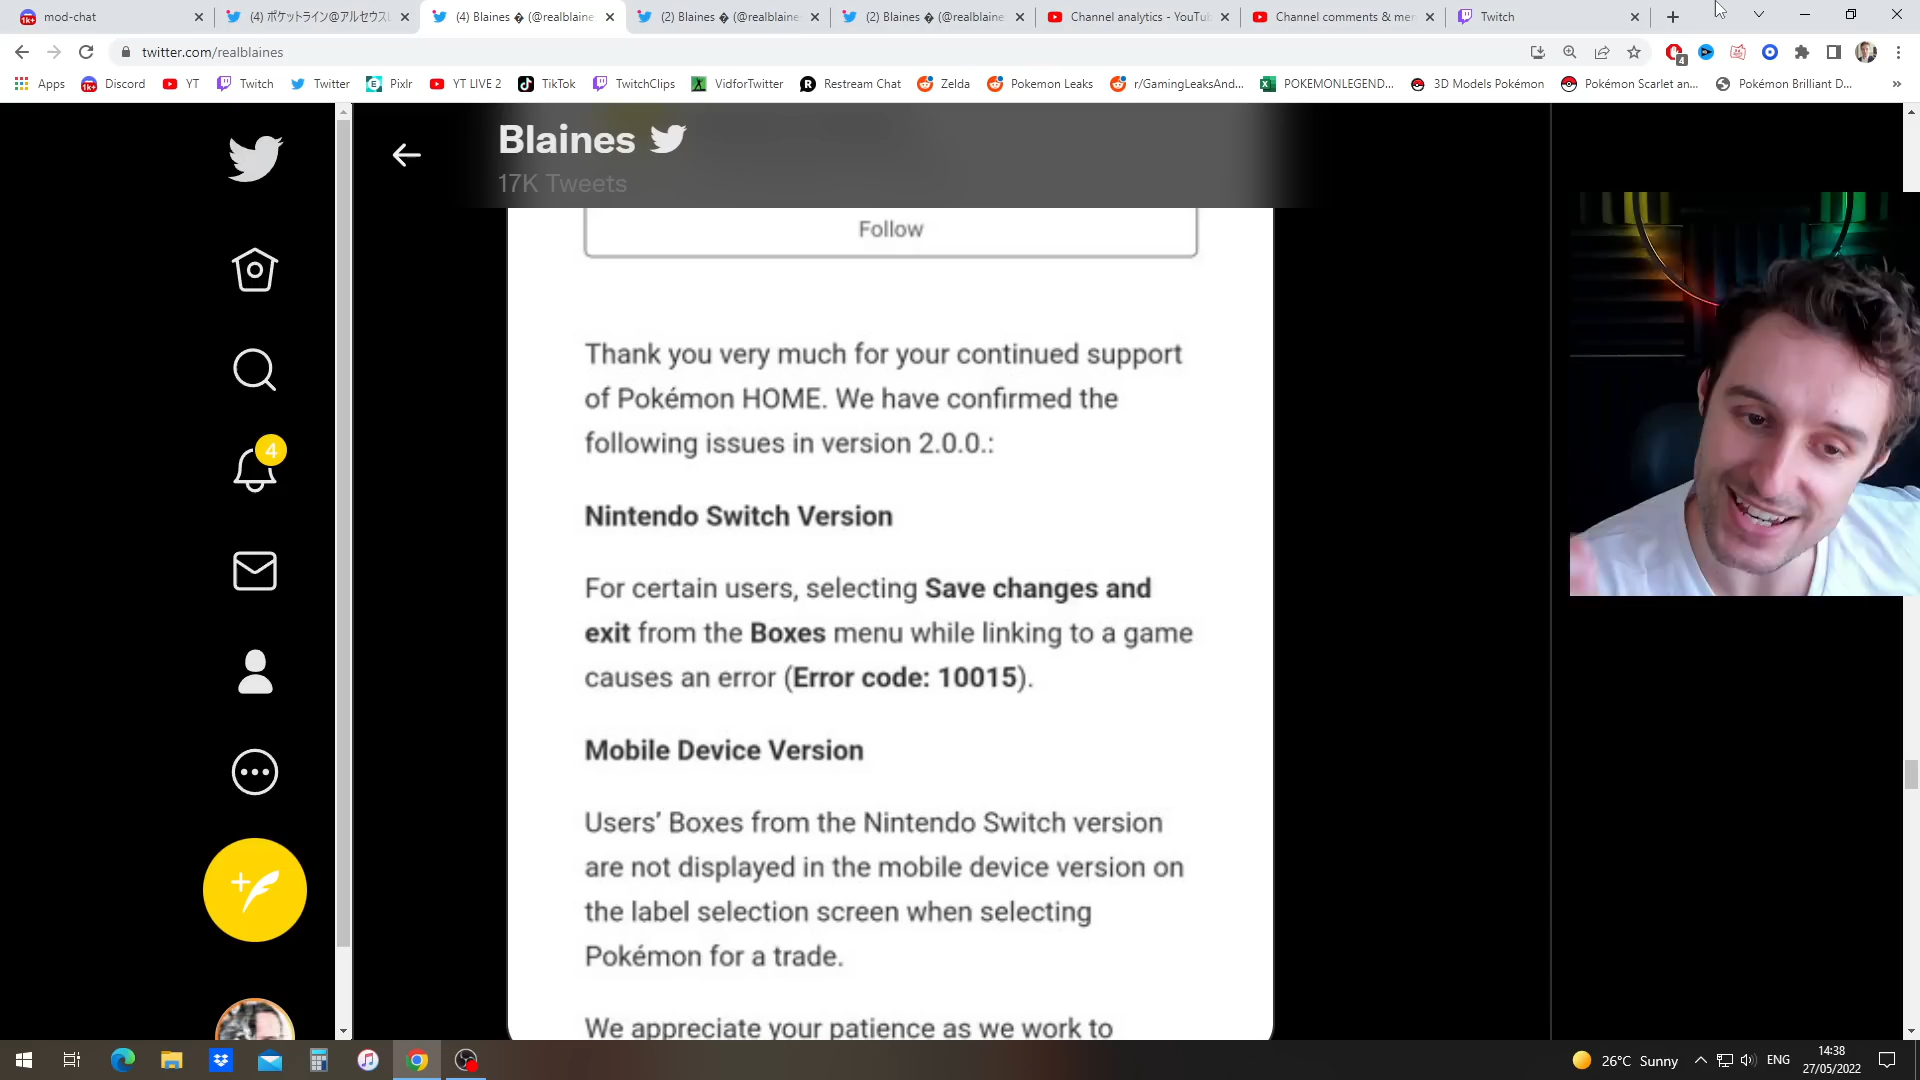 mod-chat
(4) ポケットライン@アルセウスL
(4) Blaines � (@realblaine
(2) Blaines � (@realblaine
(2) Blaines � (@realblaine
Channel analytics - YouTub
Channel comments & men
Twitch
twitter.com/realblaines
4
Apps
1k+
Discord
YT
Twitch
Twitter
Pixlr
YT LIVE 2
TikTok
TwitchClips
VidforTwitter
Restream Chat
Zelda
Pokemon Leaks
r/GamingLeaksAnd...
POKEMONLEGEND...
3D Models Pokémon
Pokémon Scarlet an...
Pokémon Brilliant D...
Blaines
17K Tweets
4
Follow
Thank you very much for your continued support
of Pokémon HOME. We have confirmed the
following issues in version 2.0.0.:
Nintendo Switch Version
For certain users, selecting Save changes and
exit from the Boxes menu while linking to a game
causes an error (Error code: 10015).
Mobile Device Version
Users’ Boxes from the Nintendo Switch version
are not displayed in the mobile device version on
the label selection screen when selecting
Pokémon for a trade.
We appreciate your patience as we work to
26°C Sunny
ENG
14:38
27/05/2022